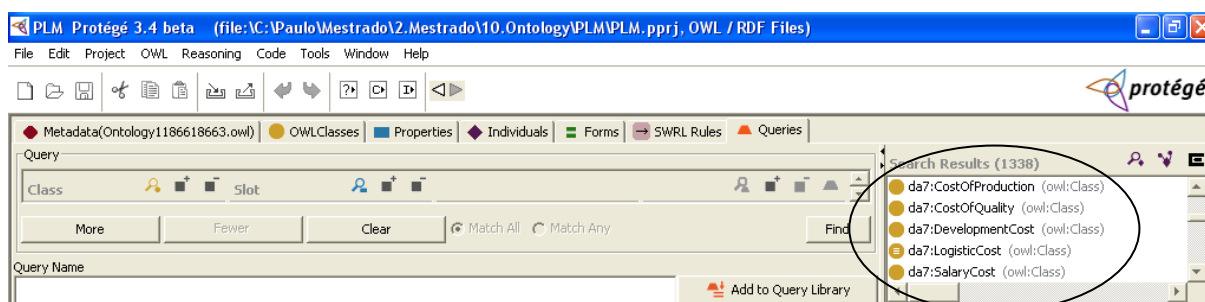 PLM Protégé 3.4 beta (file:\C:\Paulo\Mestrado\2.Mestrado\10.Ontology\PLM\PLM.pprj, OWL / RDF Files)
File Edit Project OWL Reasoning Code Tools Window Help
protégé
Metadata(Ontology1186618663.owl) OWLClasses Properties Individuals Forms SWRL Rules Queries
Query
Class Slot
More Fewer Clear Match All Match Any Find
Query Name
Add to Query Library
Search Results (1338)
da7:CostOfProduction (owl:Class)
da7:CostOfQuality (owl:Class)
da7:DevelopmentCost (owl:Class)
da7:LogisticCost (owl:Class)
da7:SalaryCost (owl:Class)